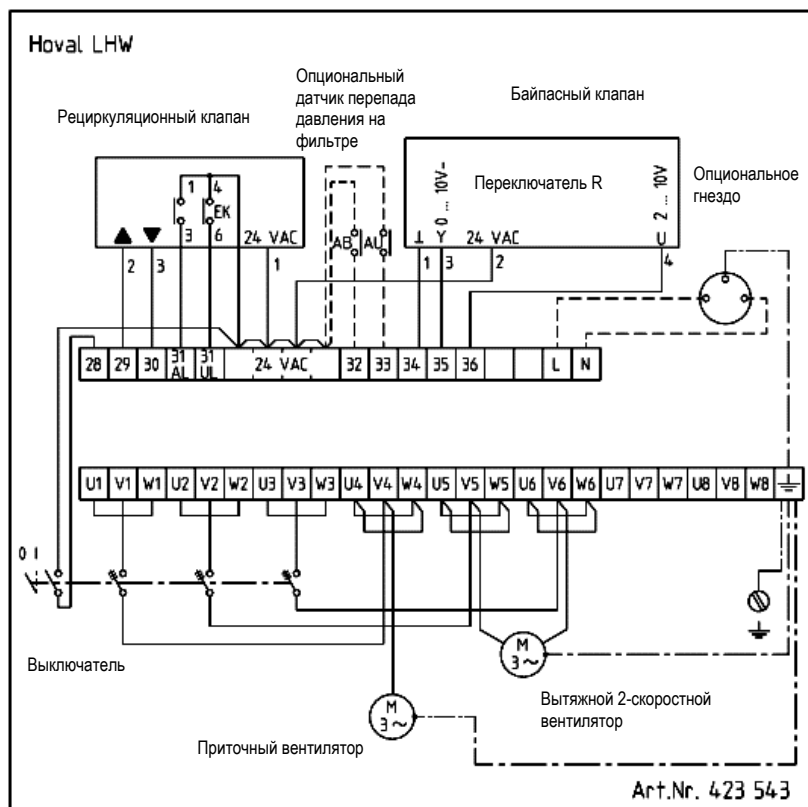 Hoval LHW
Опциональный
датчик перепада
давления на
фильтре
Байпасный клапан
Рециркуляционный клапан
Переключатель R
Опциональное
гнездо
1 4
EK
3 6 24 VAC
▲ ▼
2 3 1
AB AU
0 ... 10V-
2 ... 10V
⊥ Y 24 VAC U
1 3 2 4
28 29 30 31 AL 31 UL 24 VAC 32 33 34 35 36 L N
U1 V1 W1 U2 V2 W2 U3 V3 W3 U4 V4 W4 U5 V5 W5 U6 V6 W6 U7 V7 W7 U8 V8 W8
0 I
Выключатель
M
3~
Вытяжной 2-скоростной
вентилятор
M
3~
Приточный вентилятор
Art.Nr. 423 543